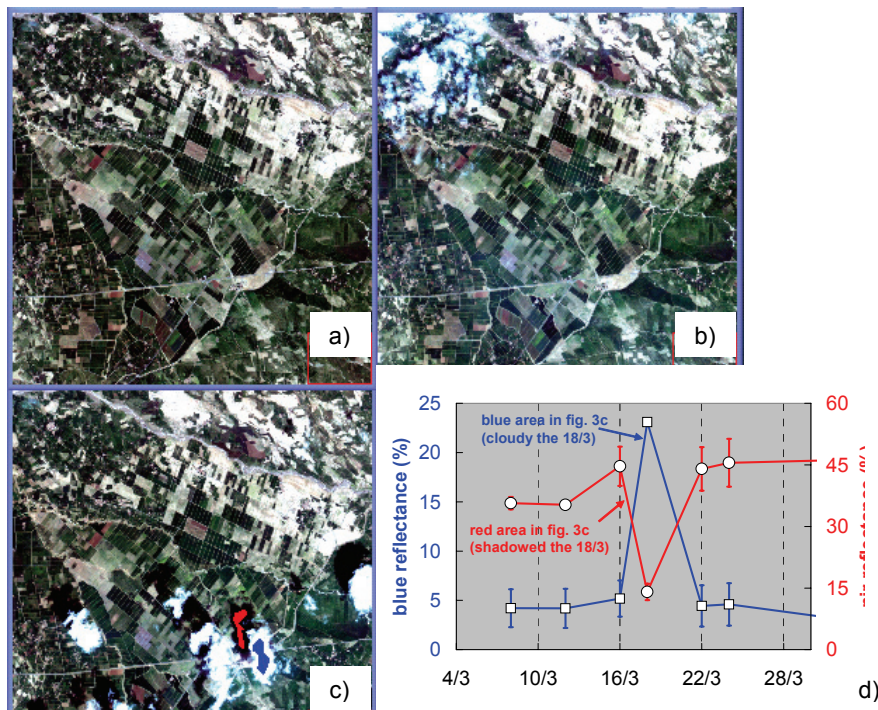 a)
b)
c)
25
20
15
10
5
0
blue reflectance (%)
blue area in fig. 3c
(cloudy the 18/3)
red area in fig. 3c
(shadowed the 18/3)
60
45
30
15
0
reflectance (%)
4/3
10/3
16/3
22/3
28/3
d)